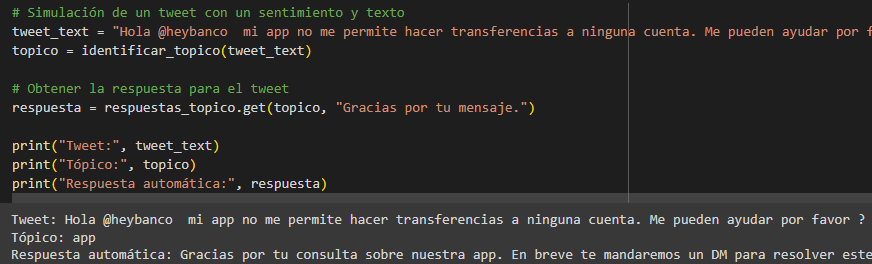 # Simulación de un tweet con un sentimiento y texto
tweet_text = "Hola @heybanco  mi app no me permite hacer transferencias a ninguna cuenta. Me pueden ayudar por f
topico = identificar_topico(tweet_text)
# Obtener la respuesta para el tweet
respuesta = respuestas_topico.get(topico, "Gracias por tu mensaje.")
print("Tweet:", tweet_text)
print("Tópico:", topico)
print("Respuesta automática:", respuesta)
Tweet: Hola @heybanco  mi app no me permite hacer transferencias a ninguna cuenta. Me pueden ayudar por favor ?
Tópico: app
Respuesta automática: Gracias por tu consulta sobre nuestra app. En breve te mandaremos un DM para resolver este